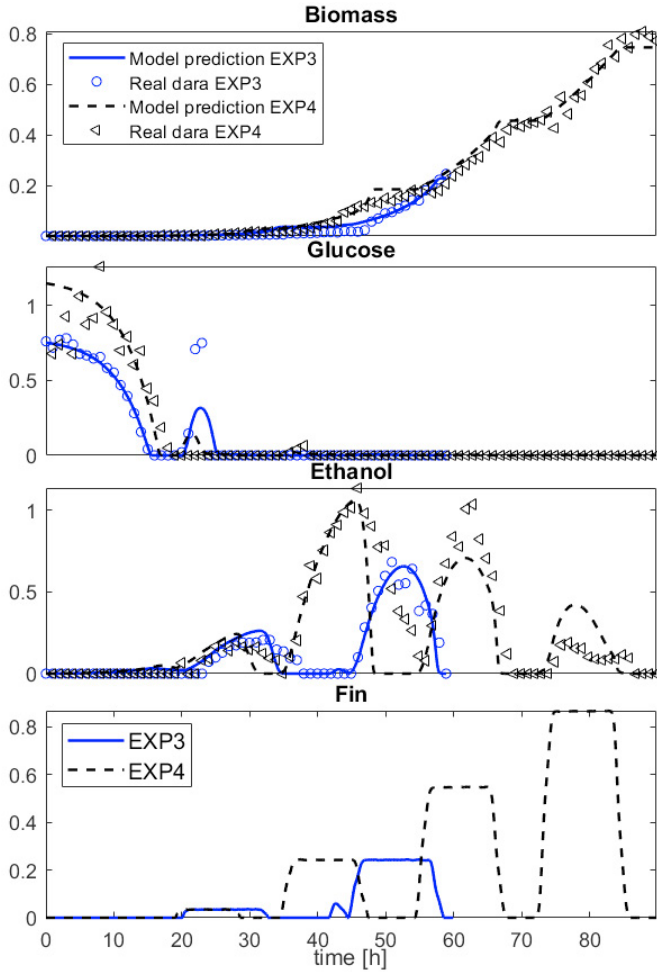 Biomass
0.8
0.6
0.4
0.2
Model prediction EXP3
Real dara EXP3
Model prediction EXP4
Real dara EXP4
Glucose
1
0.5
0
Ethanol
1
0.5
0
Fin
0.8
0.6
0.4
0.2
0
EXP3
EXP4
0 10 20 30 40 50 60 70 80
time [h]